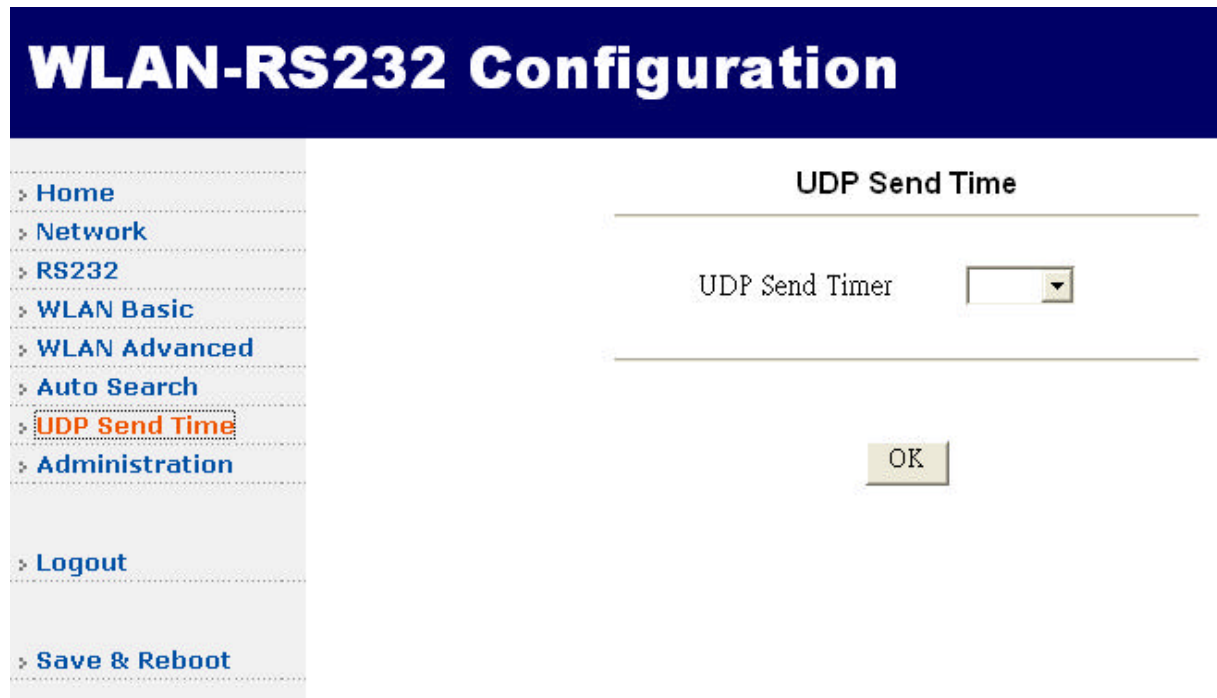 WLAN-RS232 Configuration
Home
Network
RS232
WLAN Basic
WLAN Advanced
Auto Search
UDP Send Time
Administration
Logout
Save & Reboot
UDP Send Time
UDP Send Timer
OK